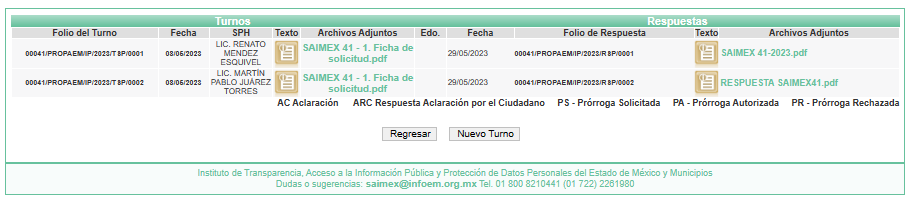 Turnos Respuestas
Folio del Turno Fecha SPH Texto Archivos Adjuntos Edo. Fecha Folio de Respuesta Texto Archivos Adjuntos
00041/PROPAEM/IP/2023/TSP/0001 08/05/2023 LIC. RENATO MENDEZ ESQUIVEL SAIMEX 41 - 1. Ficha de solicitud.pdf 29/05/2023 00041/PROPAEM/IP/2023/RSP/0001 SAIMEX 41-2023.pdf
00041/PROPAEM/IP/2023/TSP/0002 08/05/2023 LIC. MARTÍN PABLO JUÁREZ TORRES SAIMEX 41 - 1. Ficha de solicitud.pdf 29/05/2023 00041/PROPAEM/IP/2023/RSP/0002 RESPUESTA SAIMEX41.pdf
AC Aclaración ARC Respuesta Aclaración por el Ciudadano PS - Prórroga Solicitada PA - Prórroga Autorizada PR - Prórroga Rechazada
Regresar Nuevo Turno
Instituto de Transparencia, Acceso a la Información Pública y Protección de Datos Personales del Estado de México y Municipios
Dudas o sugerencias: saimex@infoem.org.mx Tel. 01 800 8210441 (01 722) 2261980